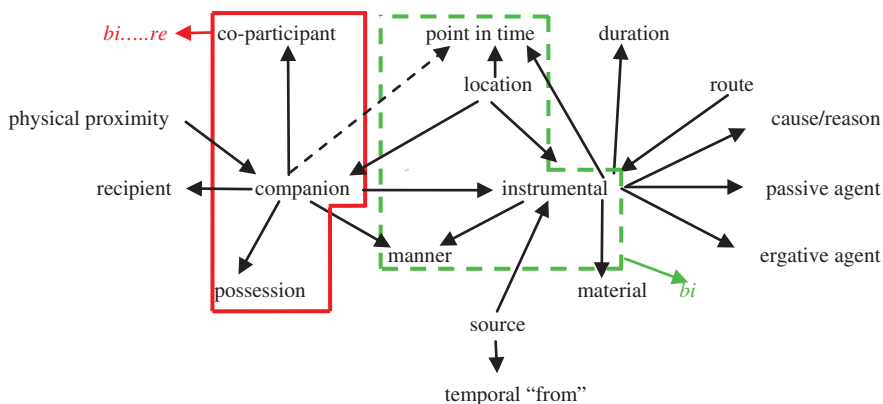 bi.....re
co-participant
point in time
duration
location
route
physical proximity
cause/reason
recipient
companion
instrumental
passive agent
manner
ergative agent
possession
material
bi
source
temporal “from”